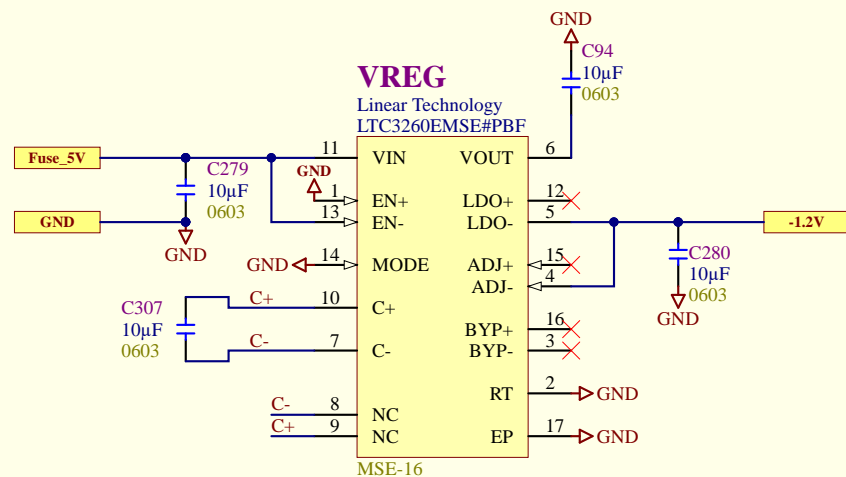 GND
C94
10µF
0603
VREG
Linear Technology
LTC3260EMSE#PBF
Fuse_5V
11 VIN VOUT 6
C279
10µF
0603
GND
1 EN+ LDO+ 12
13 EN- LDO- 5
-1.2V
GND
GND
GND
14 MODE ADJ+ 15
ADJ- 4
C280
10µF
0603
GND
C307
10µF
0603
C+
10 C+
BYP+ 16
C-
7 C- BYP- 3
RT 2 GND
C- 8 NC
C+ 9 NC EP 17 GND
MSE-16